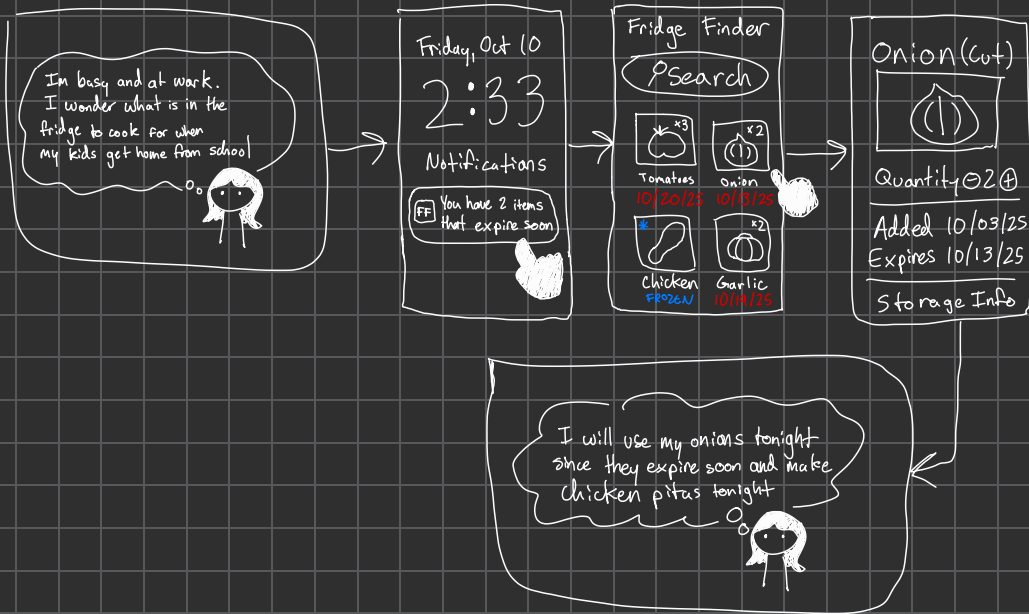 Im busy and at work.
I wonder what is in the
fridge to cook for when
my kids get home from school
Friday, Oct 10
2:33
Notifications
FF
You have 2 items
that expire soon
Fridge Finder
Search
x3
x2
Tomatoes
Onion
10/20/25
10/13/25
*
x2
Chicken
Garlic
FROZEN
10/19/25
Onion (Cut)
Quantity - 2 +
Added 10/03/25
Expires 10/13/25
Storage Info
I will use my onions tonight
since they expire soon and make
chicken pitas tonight